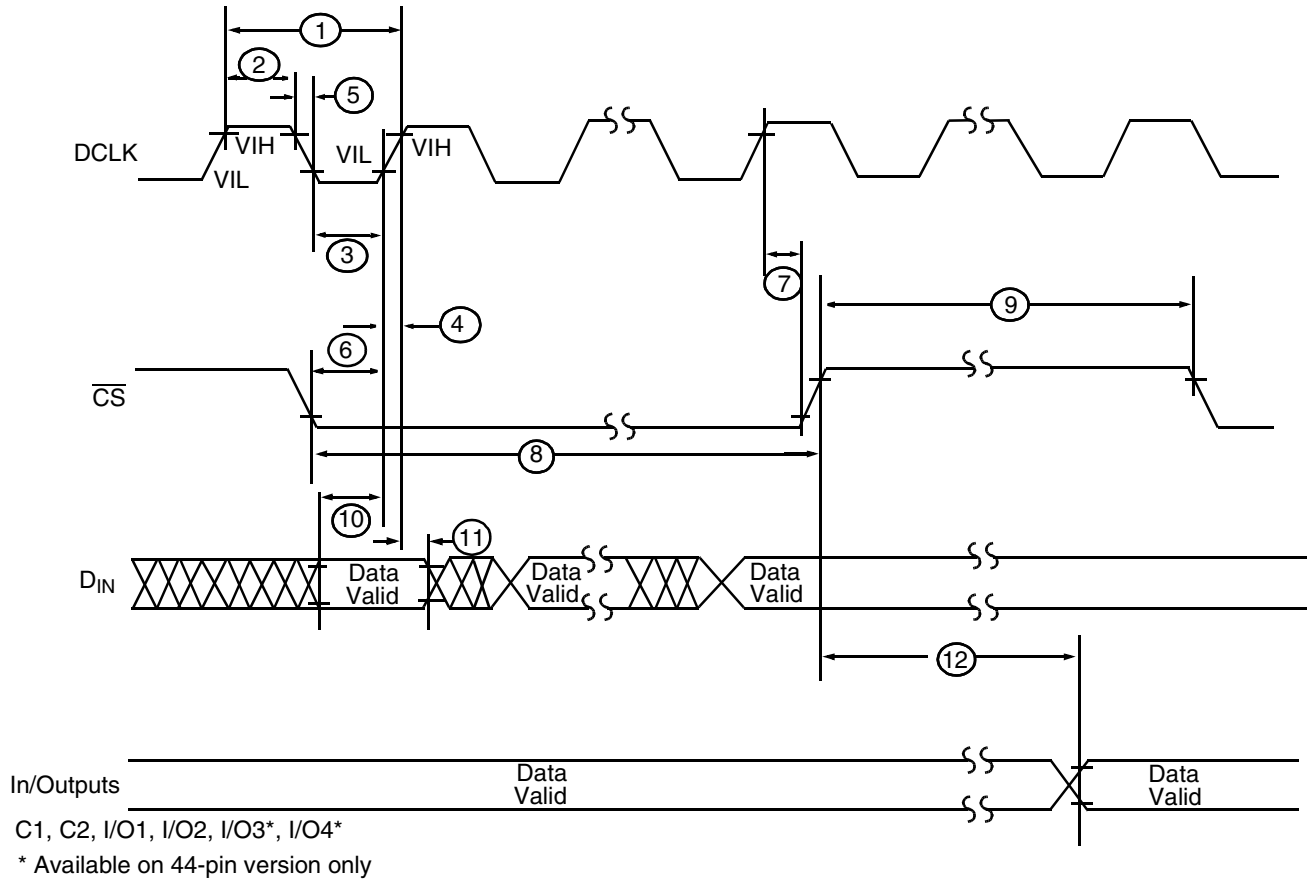 1
2
5
DCLK
VIH
VIL
VIH
VIL
3
7
9
4
6
CS
8
10
11
DIN
Data
Valid
Data
Valid
Data
Valid
12
In/Outputs
Data
Valid
Data
Valid
C1, C2, I/O1, I/O2, I/O3*, I/O4*
* Available on 44-pin version only